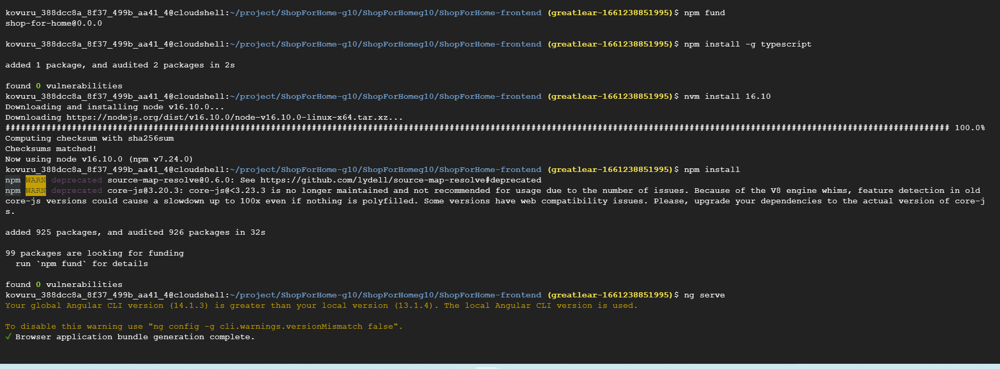 kovuru_388dcc8a_8f37_499b_aa41_4@cloudshell:~/project/ShopForHome-g10/ShopForHomeg10/ShopForHome-frontend (greatlear-1661238851995)$ npm fund
shop-for-home@0.0.0
kovuru_388dcc8a_8f37_499b_aa41_4@cloudshell:~/project/ShopForHome-g10/ShopForHomeg10/ShopForHome-frontend (greatlear-1661238851995)$ npm install -g typescript
added 1 package, and audited 2 packages in 2s
found 0 vulnerabilities
kovuru_388dcc8a_8f37_499b_aa41_4@cloudshell:~/project/ShopForHome-g10/ShopForHomeg10/ShopForHome-frontend (greatlear-1661238851995)$ nvm install 16.10
Downloading and installing node v16.10.0...
Downloading https://nodejs.org/dist/v16.10.0/node-v16.10.0-linux-x64.tar.xz...
######################################################################################################################################################################################### 100.0%
Computing checksum with sha256sum
Checksums matched!
Now using node v16.10.0 (npm v7.24.0)
kovuru_388dcc8a_8f37_499b_aa41_4@cloudshell:~/project/ShopForHome-g10/ShopForHomeg10/ShopForHome-frontend (greatlear-1661238851995)$ npm install
npm WARN deprecated source-map-resolve@0.6.0: See https://github.com/lydell/source-map-resolve#deprecated
npm WARN deprecated core-js@3.20.3: core-js@<3.23.3 is no longer maintained and not recommended for usage due to the number of issues. Because of the V8 engine whims, feature detection in old
core-js versions could cause a slowdown up to 100x even if nothing is polyfilled. Some versions have web compatibility issues. Please, upgrade your dependencies to the actual version of core-j
s.
added 925 packages, and audited 926 packages in 32s
99 packages are looking for funding
  run `npm fund` for details
found 0 vulnerabilities
kovuru_388dcc8a_8f37_499b_aa41_4@cloudshell:~/project/ShopForHome-g10/ShopForHomeg10/ShopForHome-frontend (greatlear-1661238851995)$ ng serve
Your global Angular CLI version (14.1.3) is greater than your local version (13.1.4). The local Angular CLI version is used.
To disable this warning use "ng config -g cli.warnings.versionMismatch false".
✓ Browser application bundle generation complete.